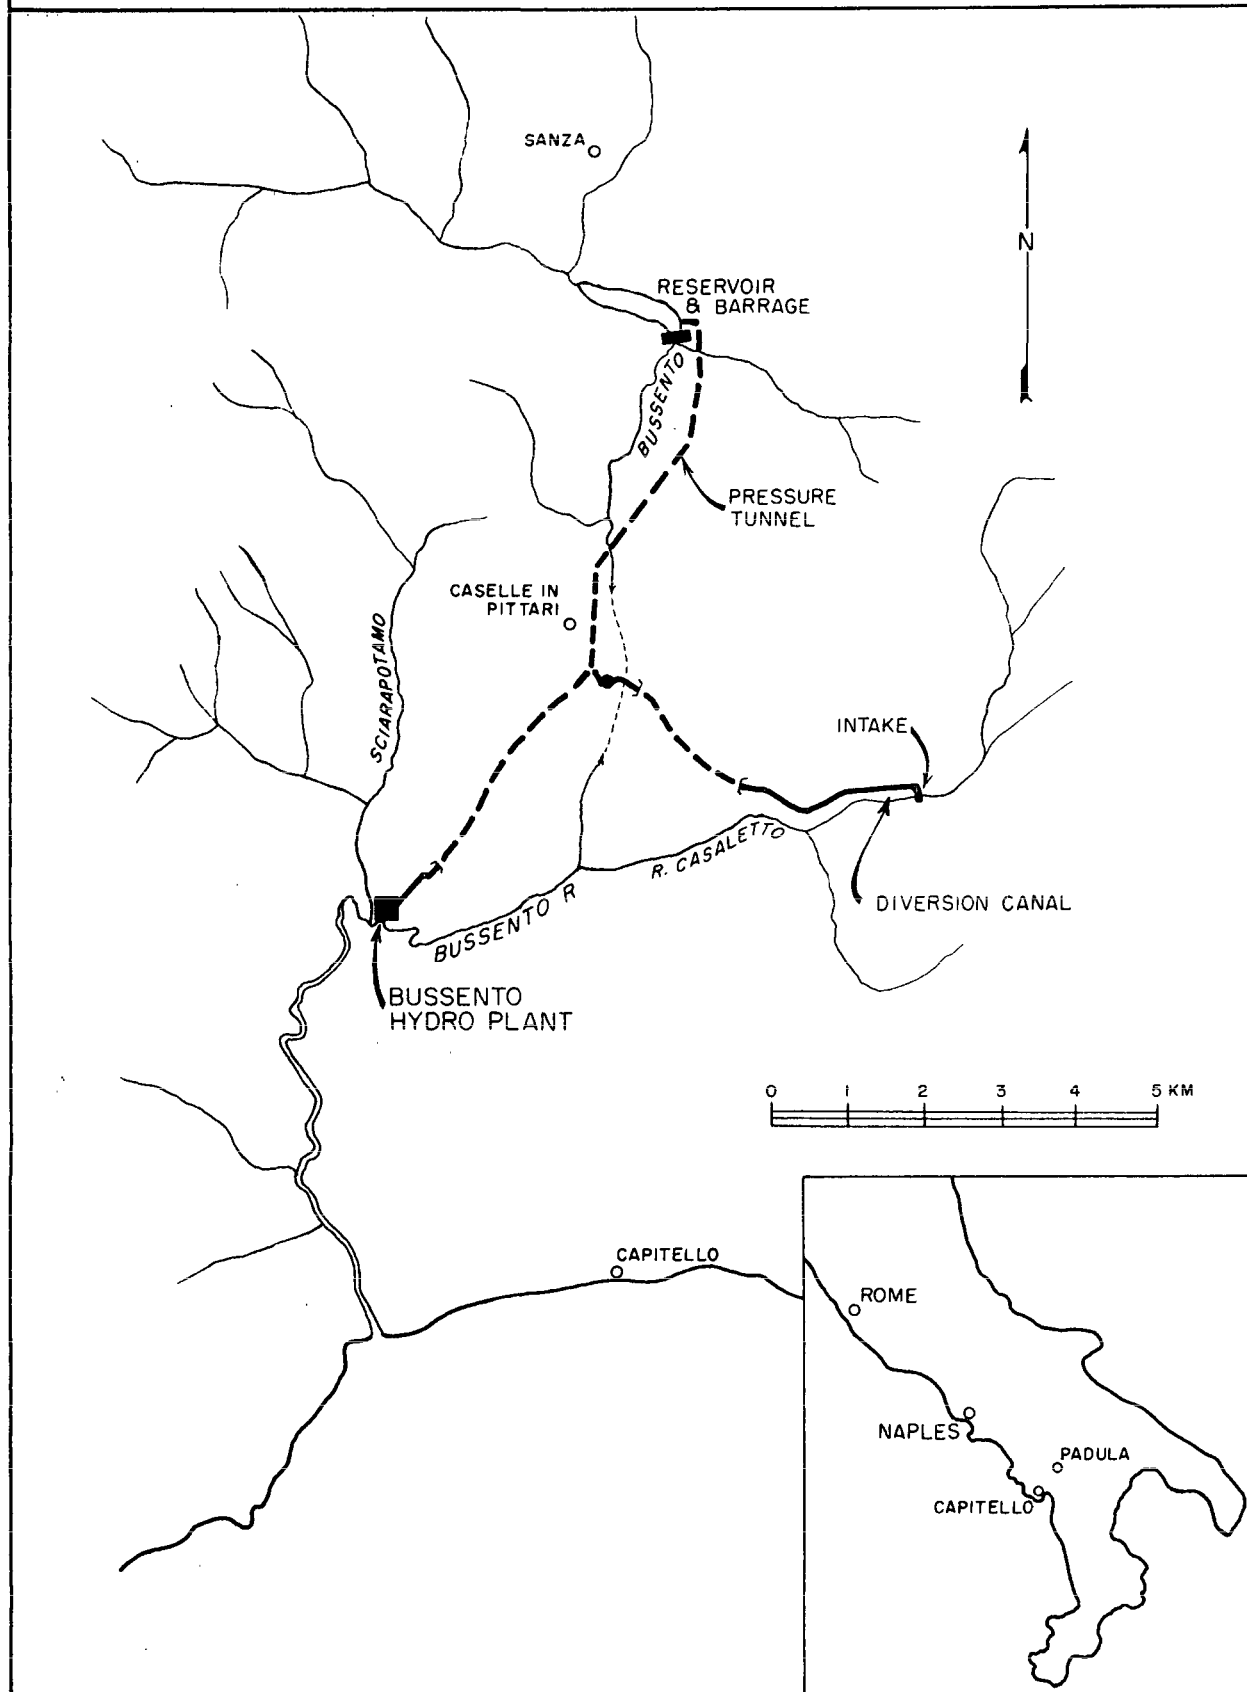 SANZA
N
RESERVOIR
& BARRAGE
BUSSENTO
PRESSURE
TUNNEL
CASELLE IN
PITTARI
SCIARAPOTAMO
INTAKE
R. CASALETTO
DIVERSION CANAL
BUSSENTO R
BUSSENTO
HYDRO PLANT
0 1 2 3 4 5 KM
CAPITELLO
ROME
NAPLES
PADULA
CAPITELLO